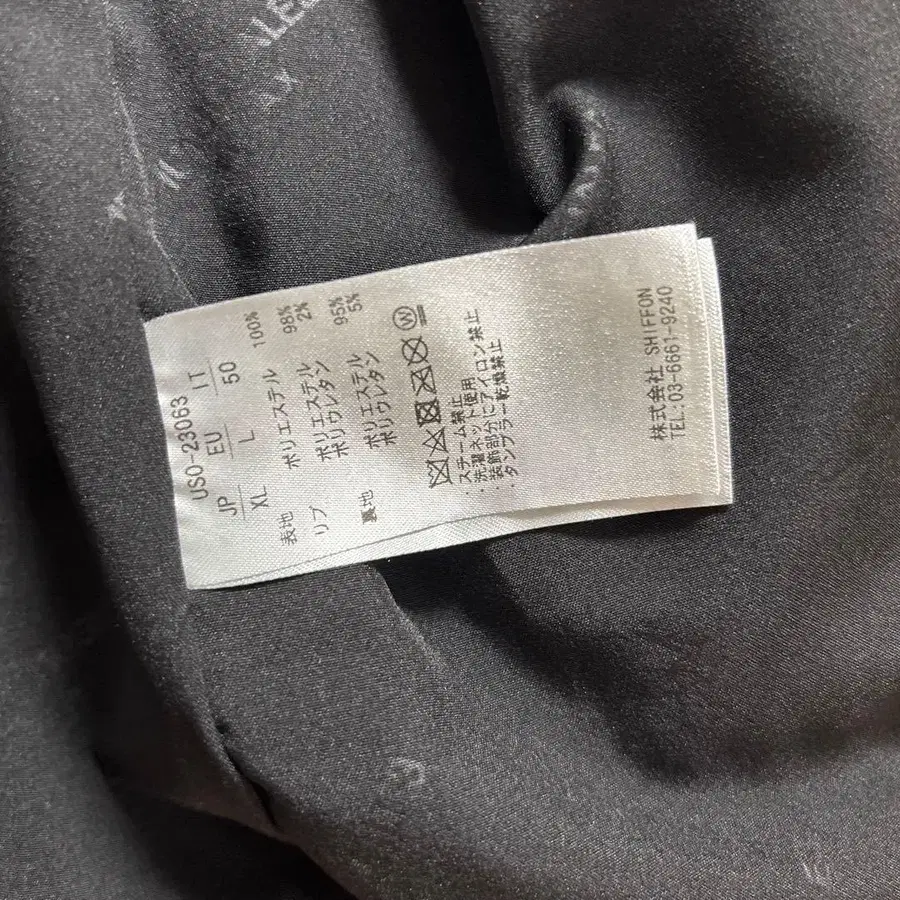 USO-23063
JP EU IT
XL L 50
表地 ポリエステル 100%
リブ ポリエステル 98%
ポリウレタン 2%
裏地 ポリエステル 95%
ポリウレタン 5%
W
・スチーム禁止
・洗濯ネット使用
・装飾部分にアイロン禁止
・タンブラー乾燥禁止
株式会社 SHIFFON
TEL:03-6661-9240